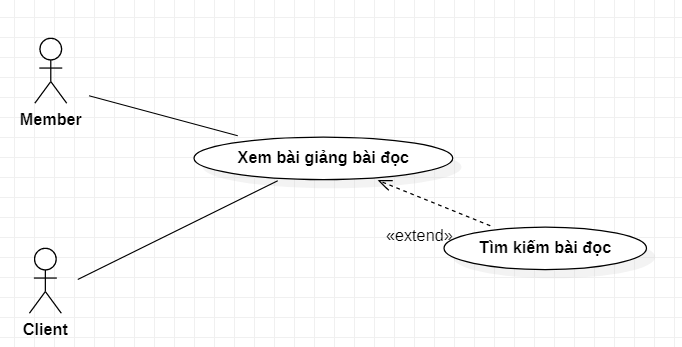 Member
Xem bài giảng bài đọc
«extend»
Tìm kiếm bài đọc
Client